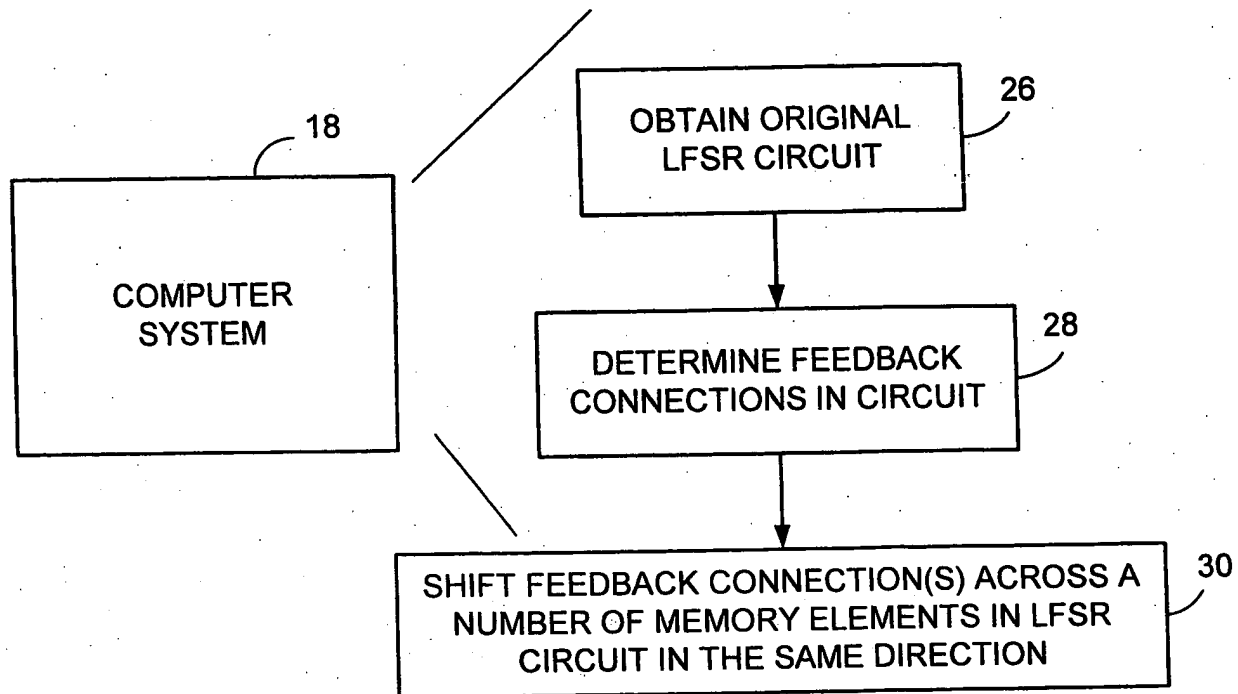 18
COMPUTER
SYSTEM
26
OBTAIN ORIGINAL
LFSR CIRCUIT
28
DETERMINE FEEDBACK
CONNECTIONS IN CIRCUIT
30
SHIFT FEEDBACK CONNECTION(S) ACROSS A
NUMBER OF MEMORY ELEMENTS IN LFSR
CIRCUIT IN THE SAME DIRECTION